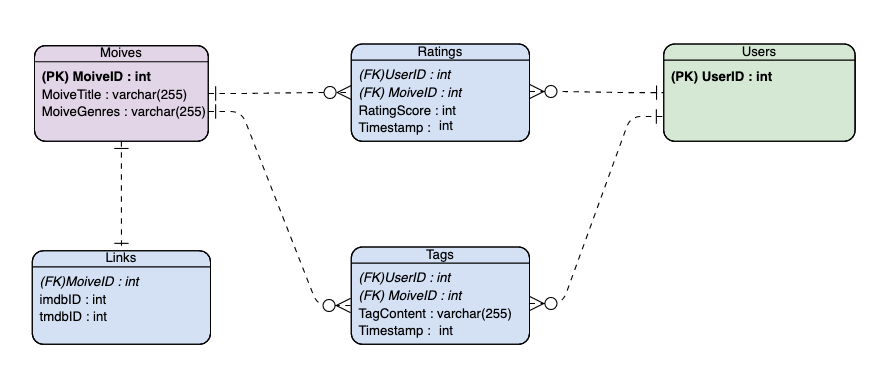 Moives
(PK) MoiveID : int
MoiveTitle : varchar(255)
MoiveGenres : varchar(255)
Ratings
(FK)UserID : int
(FK) MoiveID : int
RatingScore : int
Timestamp : int
Users
(PK) UserID : int
Links
(FK)MoiveID : int
imdbID : int
tmdbID : int
Tags
(FK)UserID : int
(FK) MoiveID : int
TagContent : varchar(255)
Timestamp : int